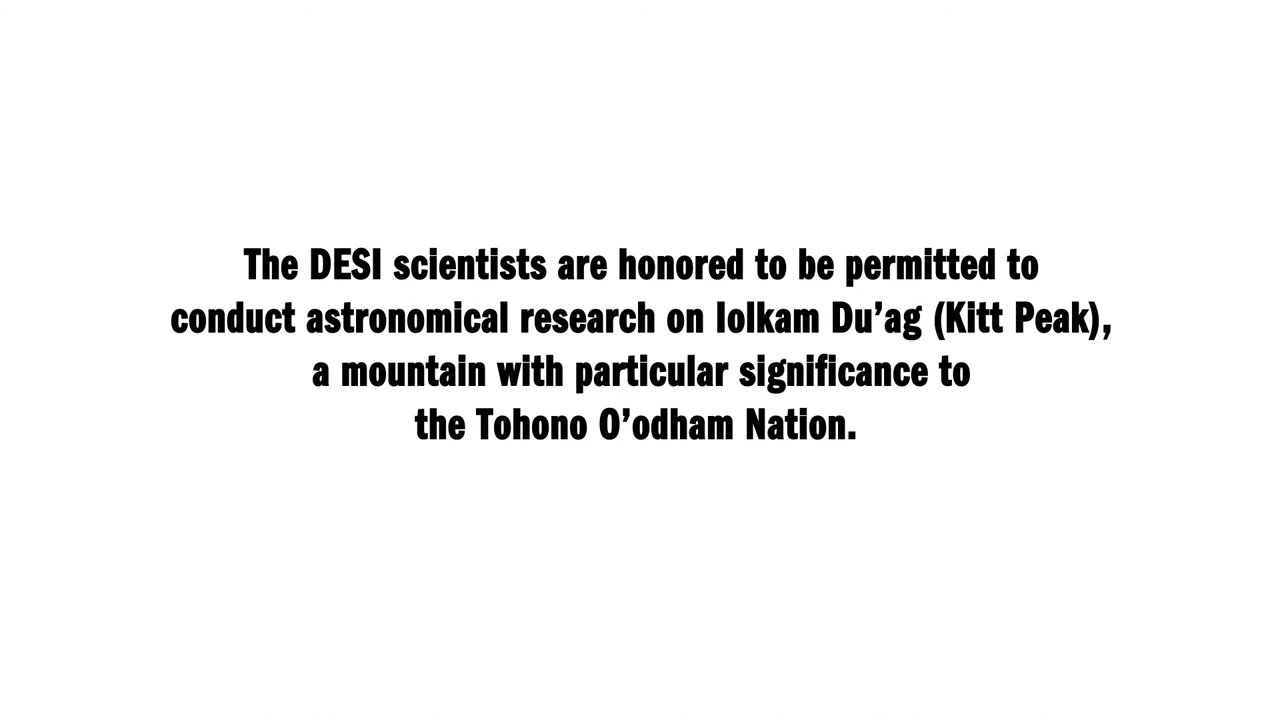 The DESI scientists are honored to be permitted to
conduct astronomical research on Iolkam Du’ag (Kitt Peak),
a mountain with particular significance to
the Tohono O’odham Nation.